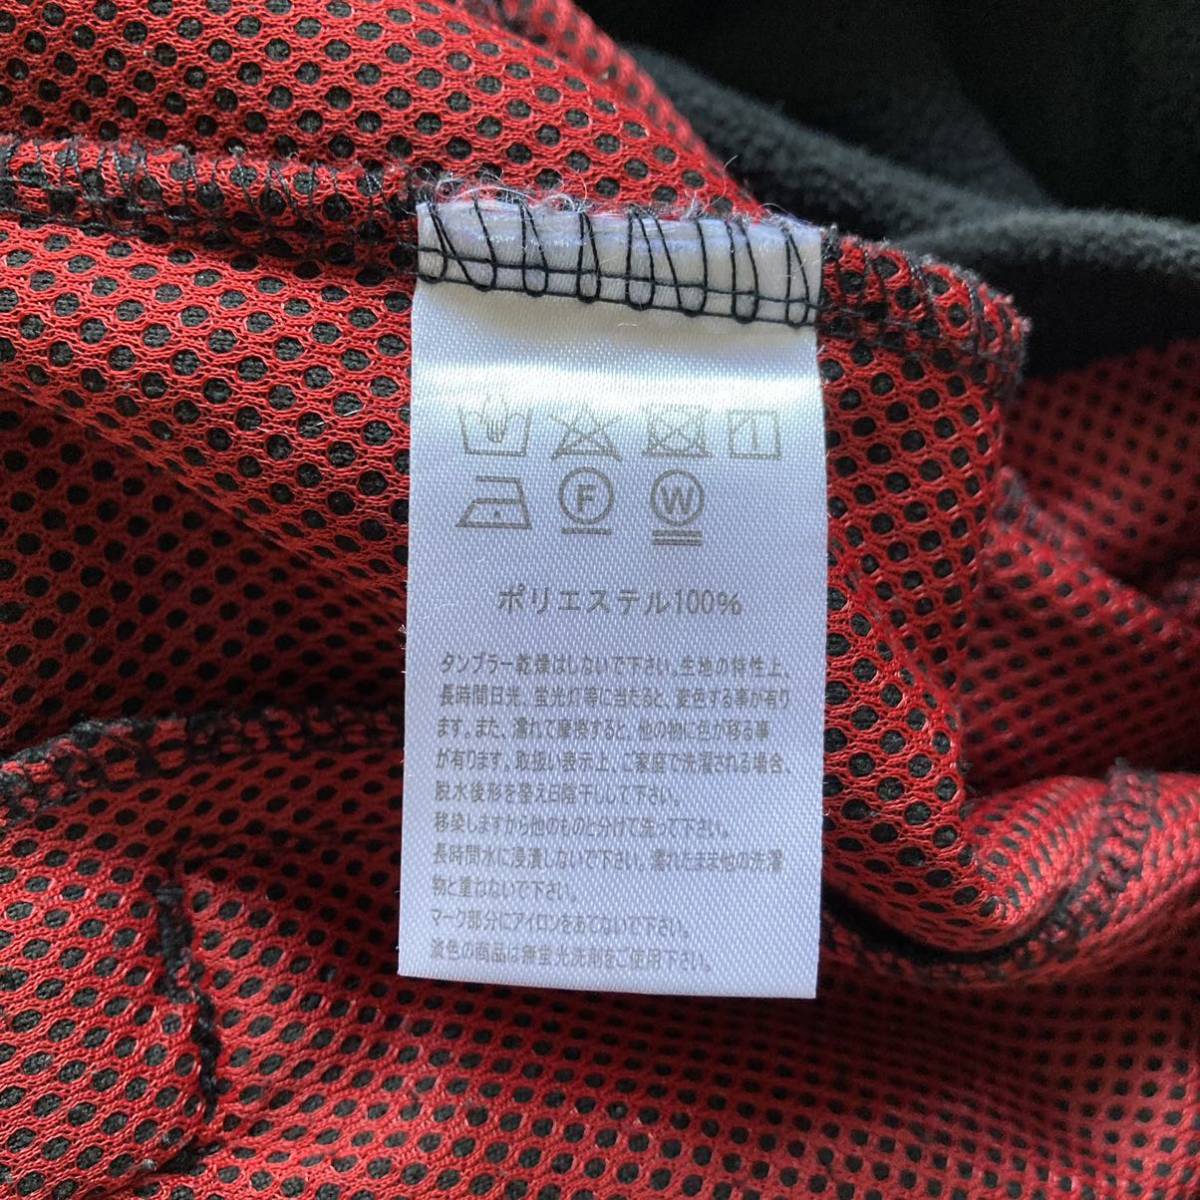 F W
ポリエステル100%
タンブラー乾燥はしないで下さい。生地の特性上、
長時間日光、蛍光灯等に当たると、変色する事が有り
ます。また、濡れて摩擦すると、他の物に色が移る事
が有ります。取扱い表示上、ご家庭で洗濯される場合、
脱水後形を整え日陰干しして下さい。
移染しますから他のものと分けて洗って下さい。
長時間水に浸漬しないで下さい。濡れたまま他の洗濯
物と重ねないで下さい。
マーク部分にアイロンをあてないで下さい。
淡色の商品は無蛍光洗剤をご使用下さい。